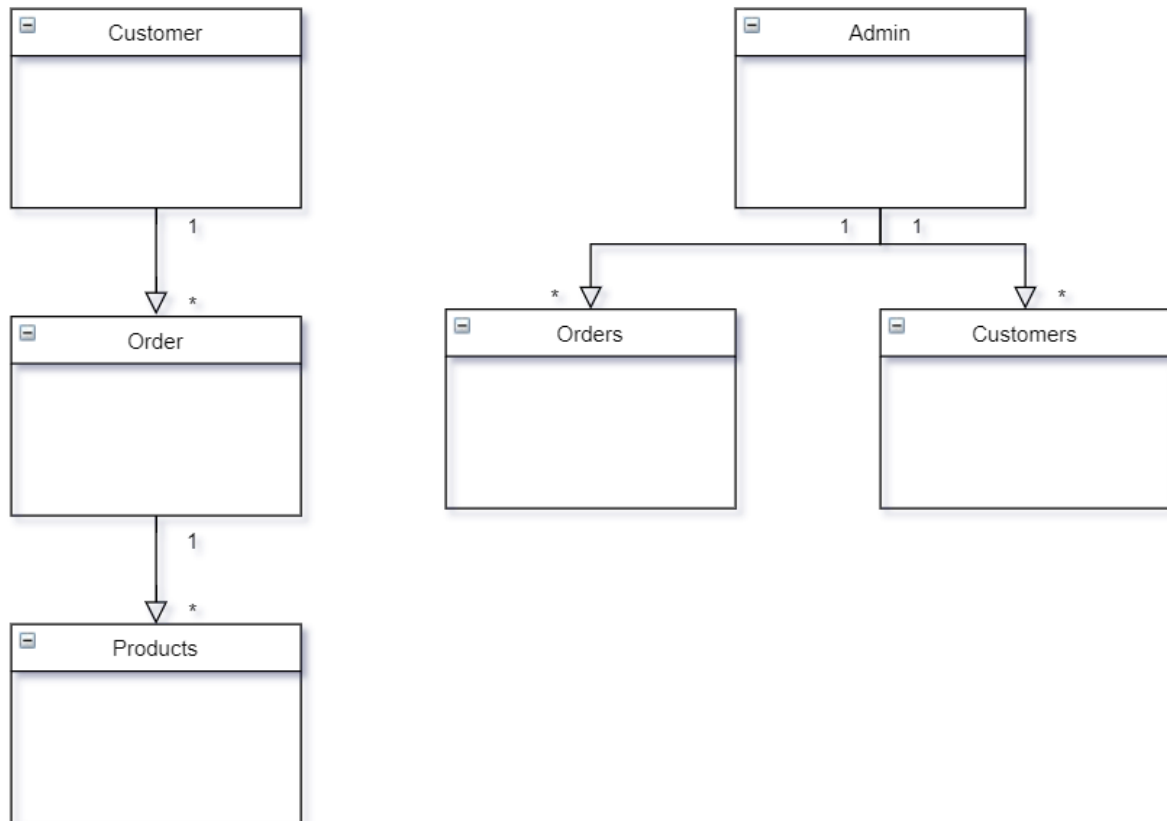 Customer
Admin
1
1
1
*
*
*
Order
Orders
Customers
1
*
Products